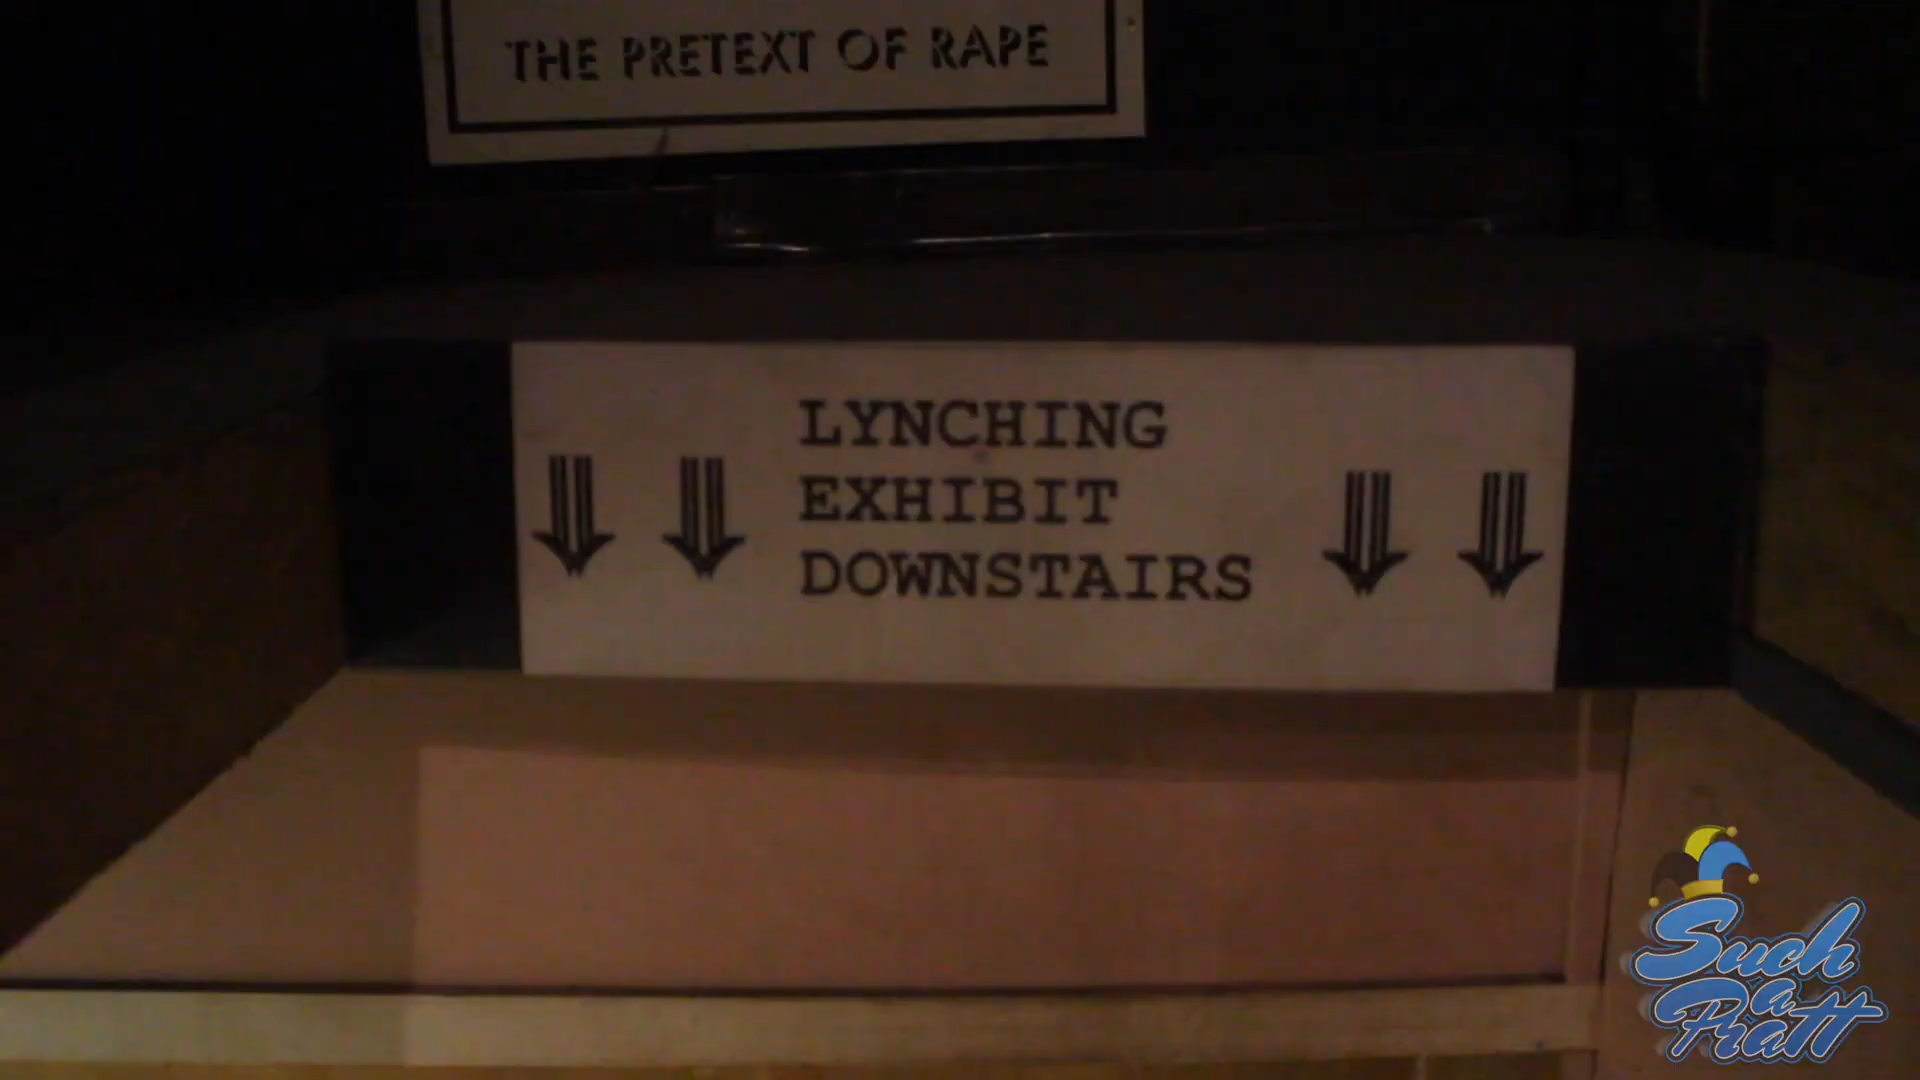 THE PRETEXT OF RAPE
LYNCHING
EXHIBIT
DOWNSTAIRS
Such
a
Pratt